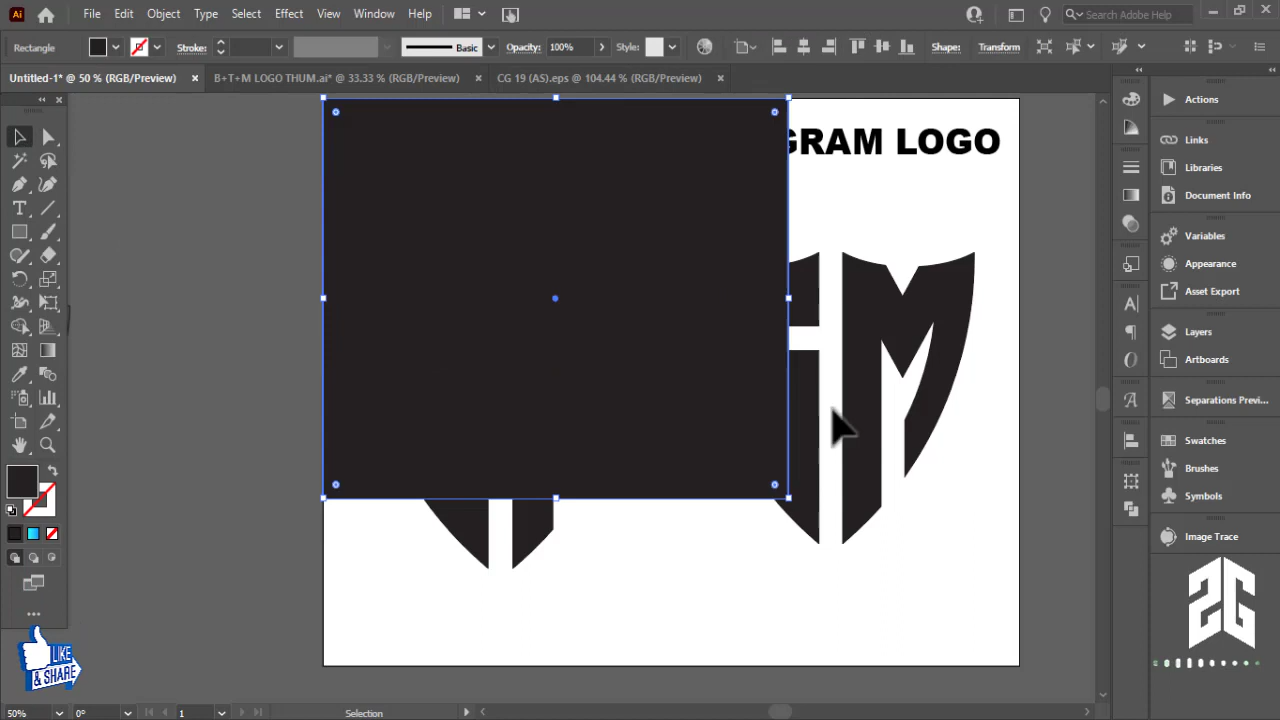 Ai File Edit Object Type Select Effect View Window Help Search Adobe Help
Rectangle Stroke: Basic Opacity: 100% Style: Shape: Transform
Untitled-1* @ 50 % (RGB/Preview) × B+T+M LOGO THUM.ai* @ 33.33 % (RGB/Preview) × CG 19 (AS).eps @ 104.44 % (RGB/Preview) ×
GRAM LOGO
Actions
Links
Libraries
Document Info
Variables
Appearance
Asset Export
Layers
Artboards
Separations Previ...
Swatches
Brushes
Symbols
Image Trace
M
LIKE
& SHARE
SG
50% 0° 1 Selection